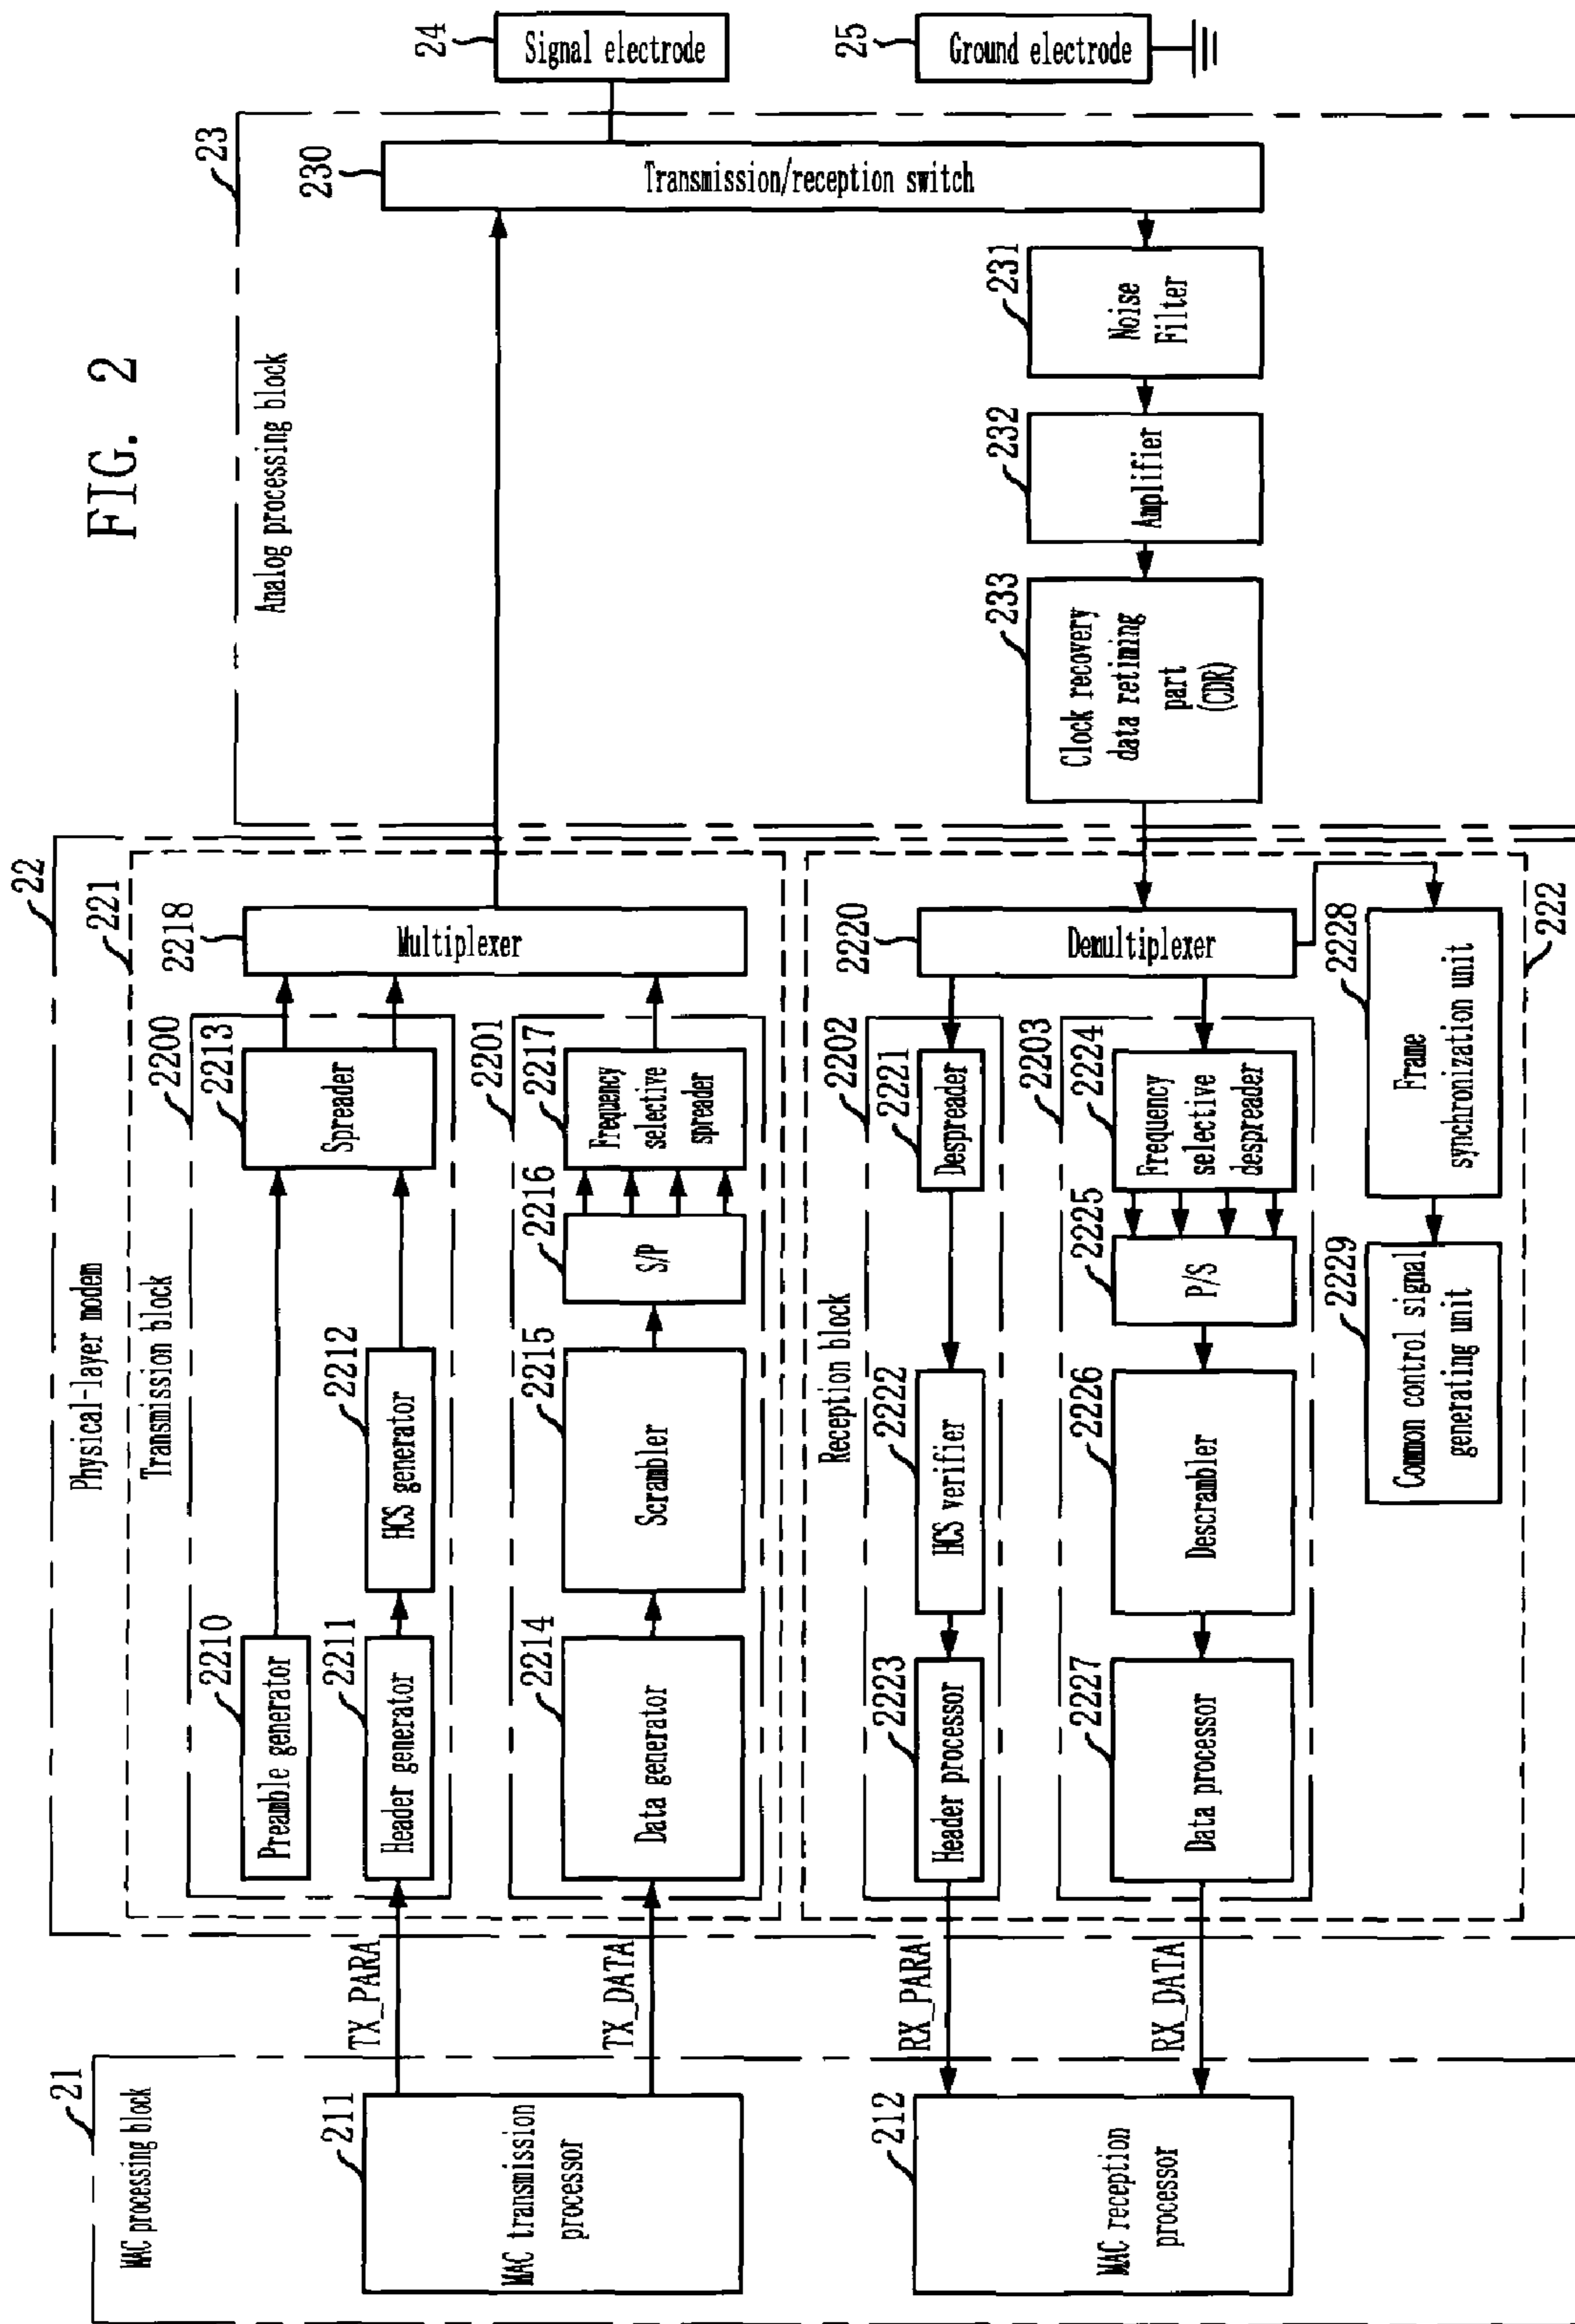 FIG. 2
21
MAC processing block
211
MAC transmission
processor
212
MAC reception
processor
TX_PARA
TX_DATA
RX_PARA
RX_DATA
22
Physical-layer modem
221
Transmission block
2200
2210
Preamble generator
2211
Header generator
2212
HCS generator
2213
Spreader
2201
2214
Data generator
2215
Scrambler
2216
S/P
2217
Frequency
selective
spreader
2218
Multiplexer
222
Reception block
2202
2223
Header processor
2222
HCS verifier
2221
Despreader
2203
2227
Data processor
2226
Descrambler
2225
P/S
2224
Frequency
selective
despreader
2220
Demultiplexer
2229
Common control signal
generating unit
2228
Frame
synchronization unit
23
Analog processing block
230
Transmission/reception switch
233
Clock recovery
data retiming
part
(CDR)
232
Amplifier
231
Noise
Filter
24
Signal electrode
25
Ground electrode